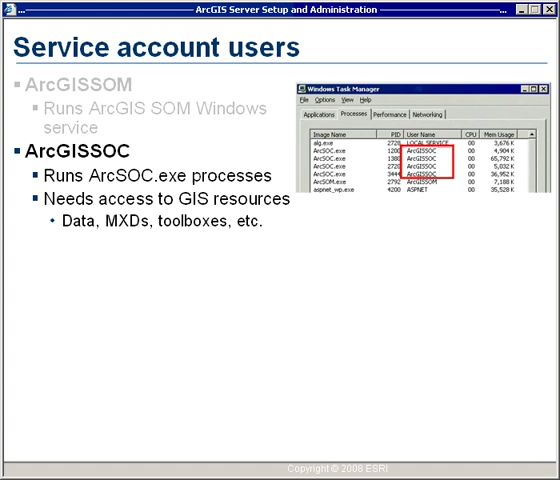 ... ArcGIS Server Setup and Administration ...
Service account users
ArcGISSOM
Runs ArcGIS SOM Windows
service
ArcGISSOC
Runs ArcSOC.exe processes
Needs access to GIS resources
Data, MXDs, toolboxes, etc.
Windows Task Manager
File Options View Help
Applications Processes Performance Networking
Image Name PID User Name CPU Mem Usage
alg.exe 2728 LOCAL SERVICE 00 3,676 K
ArcSOC.exe 1200 ArcGISSOC 00 4,904 K
ArcSOC.exe 1380 ArcGISSOC 00 65,792 K
ArcSOC.exe 2720 ArcGISSOC 00 5,032 K
ArcSOC.exe 3444 ArcGISSOC 00 36,952 K
ArcSOM.exe 2792 ArcGISSOM 00 7,188 K
aspnet_wp.exe 4200 ASPNET 00 35,528 K
Copyright © 2008 ESRI